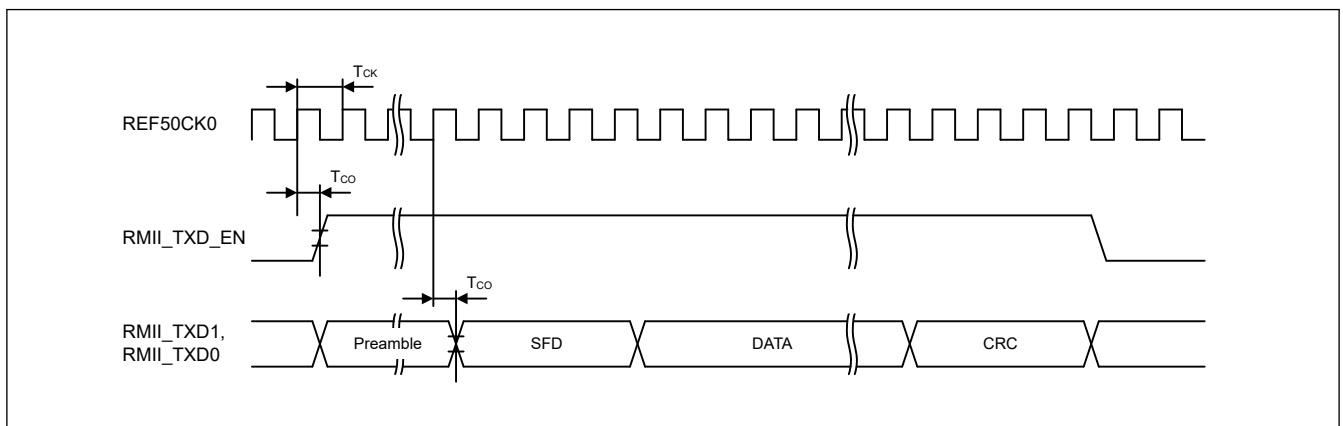 TCK
REF50CK0
TCO
RMII_TXD_EN
TCO
RMII_TXD1,
RMII_TXD0
Preamble
SFD
DATA
CRC